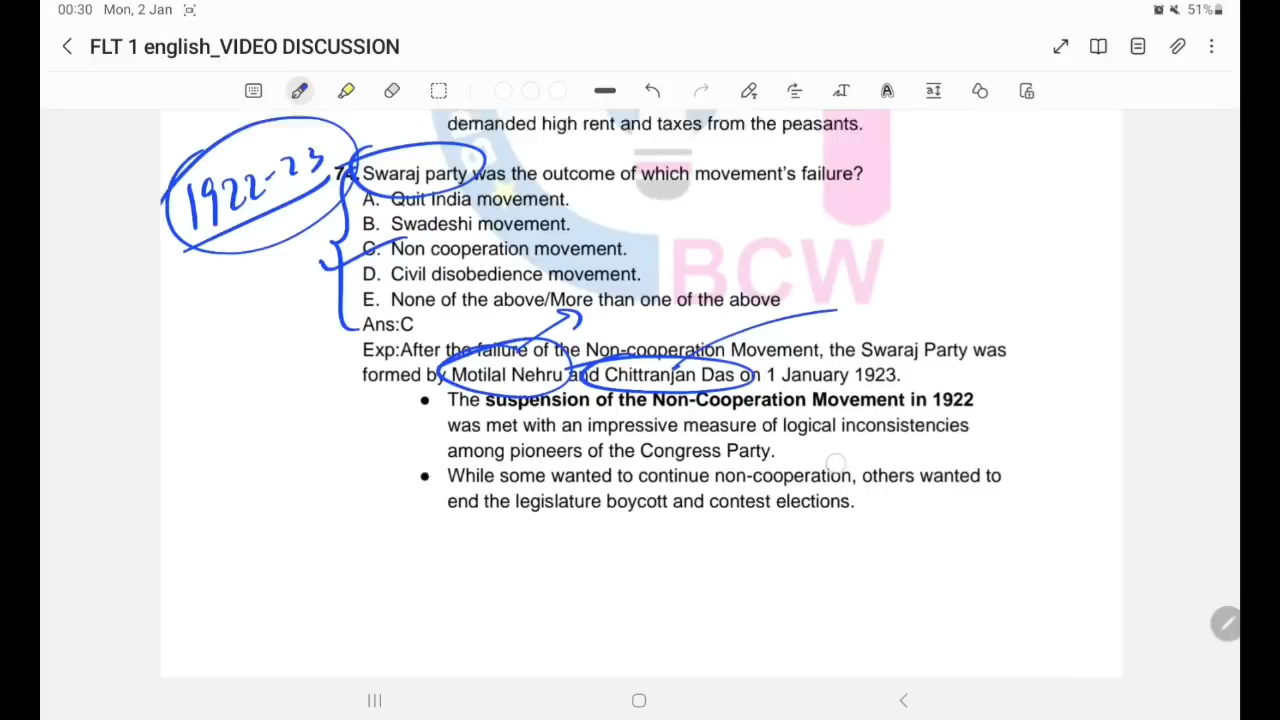 00:30 Mon, 2 Jan
51%
FLT 1 english_VIDEO DISCUSSION
demanded high rent and taxes from the peasants.
1922-23
Swaraj party was the outcome of which movement's failure?
A. Quit India movement.
B. Swadeshi movement.
C. Non cooperation movement.
D. Civil disobedience movement.
E. None of the above/More than one of the above
Ans:C
Exp:After the failure of the Non-cooperation Movement, the Swaraj Party was
formed by Motilal Nehru and Chittranjan Das on 1 January 1923.
• The suspension of the Non-Cooperation Movement in 1922
was met with an impressive measure of logical inconsistencies
among pioneers of the Congress Party.
• While some wanted to continue non-cooperation, others wanted to
end the legislature boycott and contest elections.
BCW